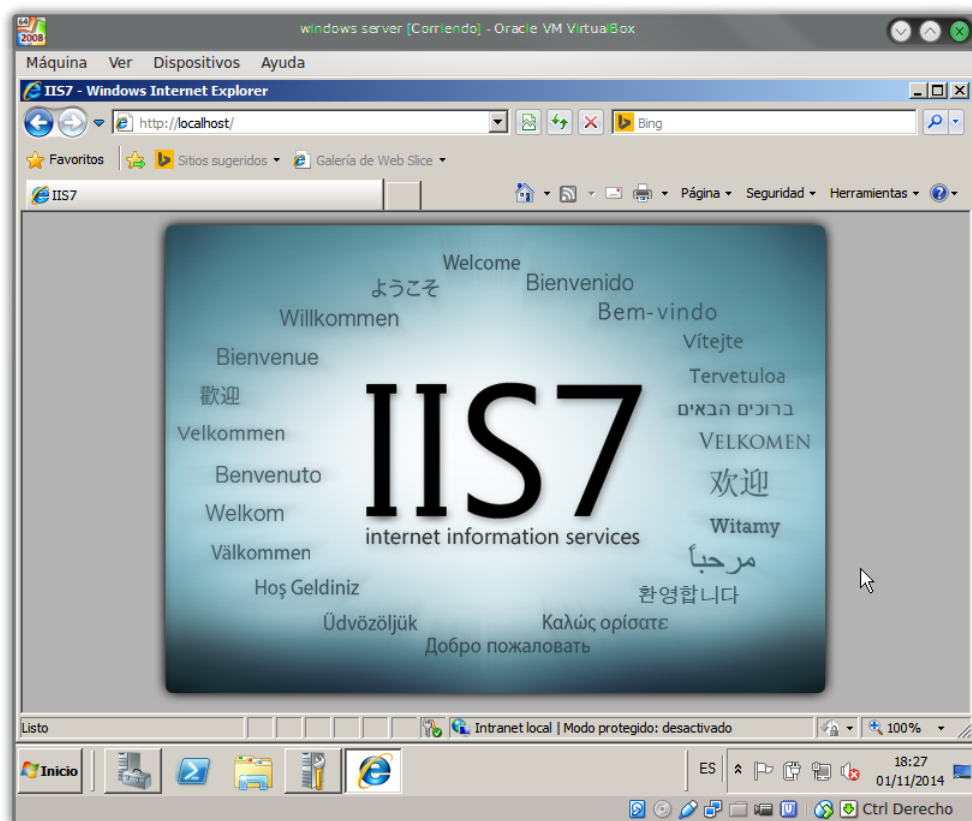 2008
windows server [Corriendo] - Oracle VM VirtualBox
Máquina Ver Dispositivos Ayuda
IIS7 - Windows Internet Explorer
http://localhost/
Bing
Favoritos Sitios sugeridos Galería de Web Slice
IIS7 Página Seguridad Herramientas
Welcome
ようこそ
Bienvenido
Willkommen
Bem-vindo
Bienvenue
Vítejte
歡迎
Tervetuloa
ברוכים הבאים
Velkommen
VELKOMEN
Benvenuto
欢迎
Welkom
Witamy
Välkommen
مرحباً
Hoş Geldiniz
환영합니다
Üdvözöljük
Καλώς ορίσατε
Добро пожаловать
IIS7
internet information services
Listo Intranet local | Modo protegido: desactivado 100%
Inicio ES 18:27
01/11/2014
Ctrl Derecho